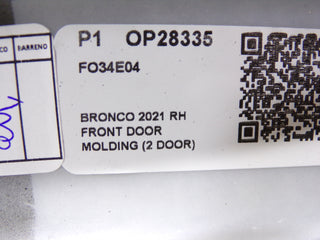 CO BARRENO
P1 OP28335
FO34E04
BRONCO 2021 RH
FRONT DOOR
MOLDING (2 DOOR)